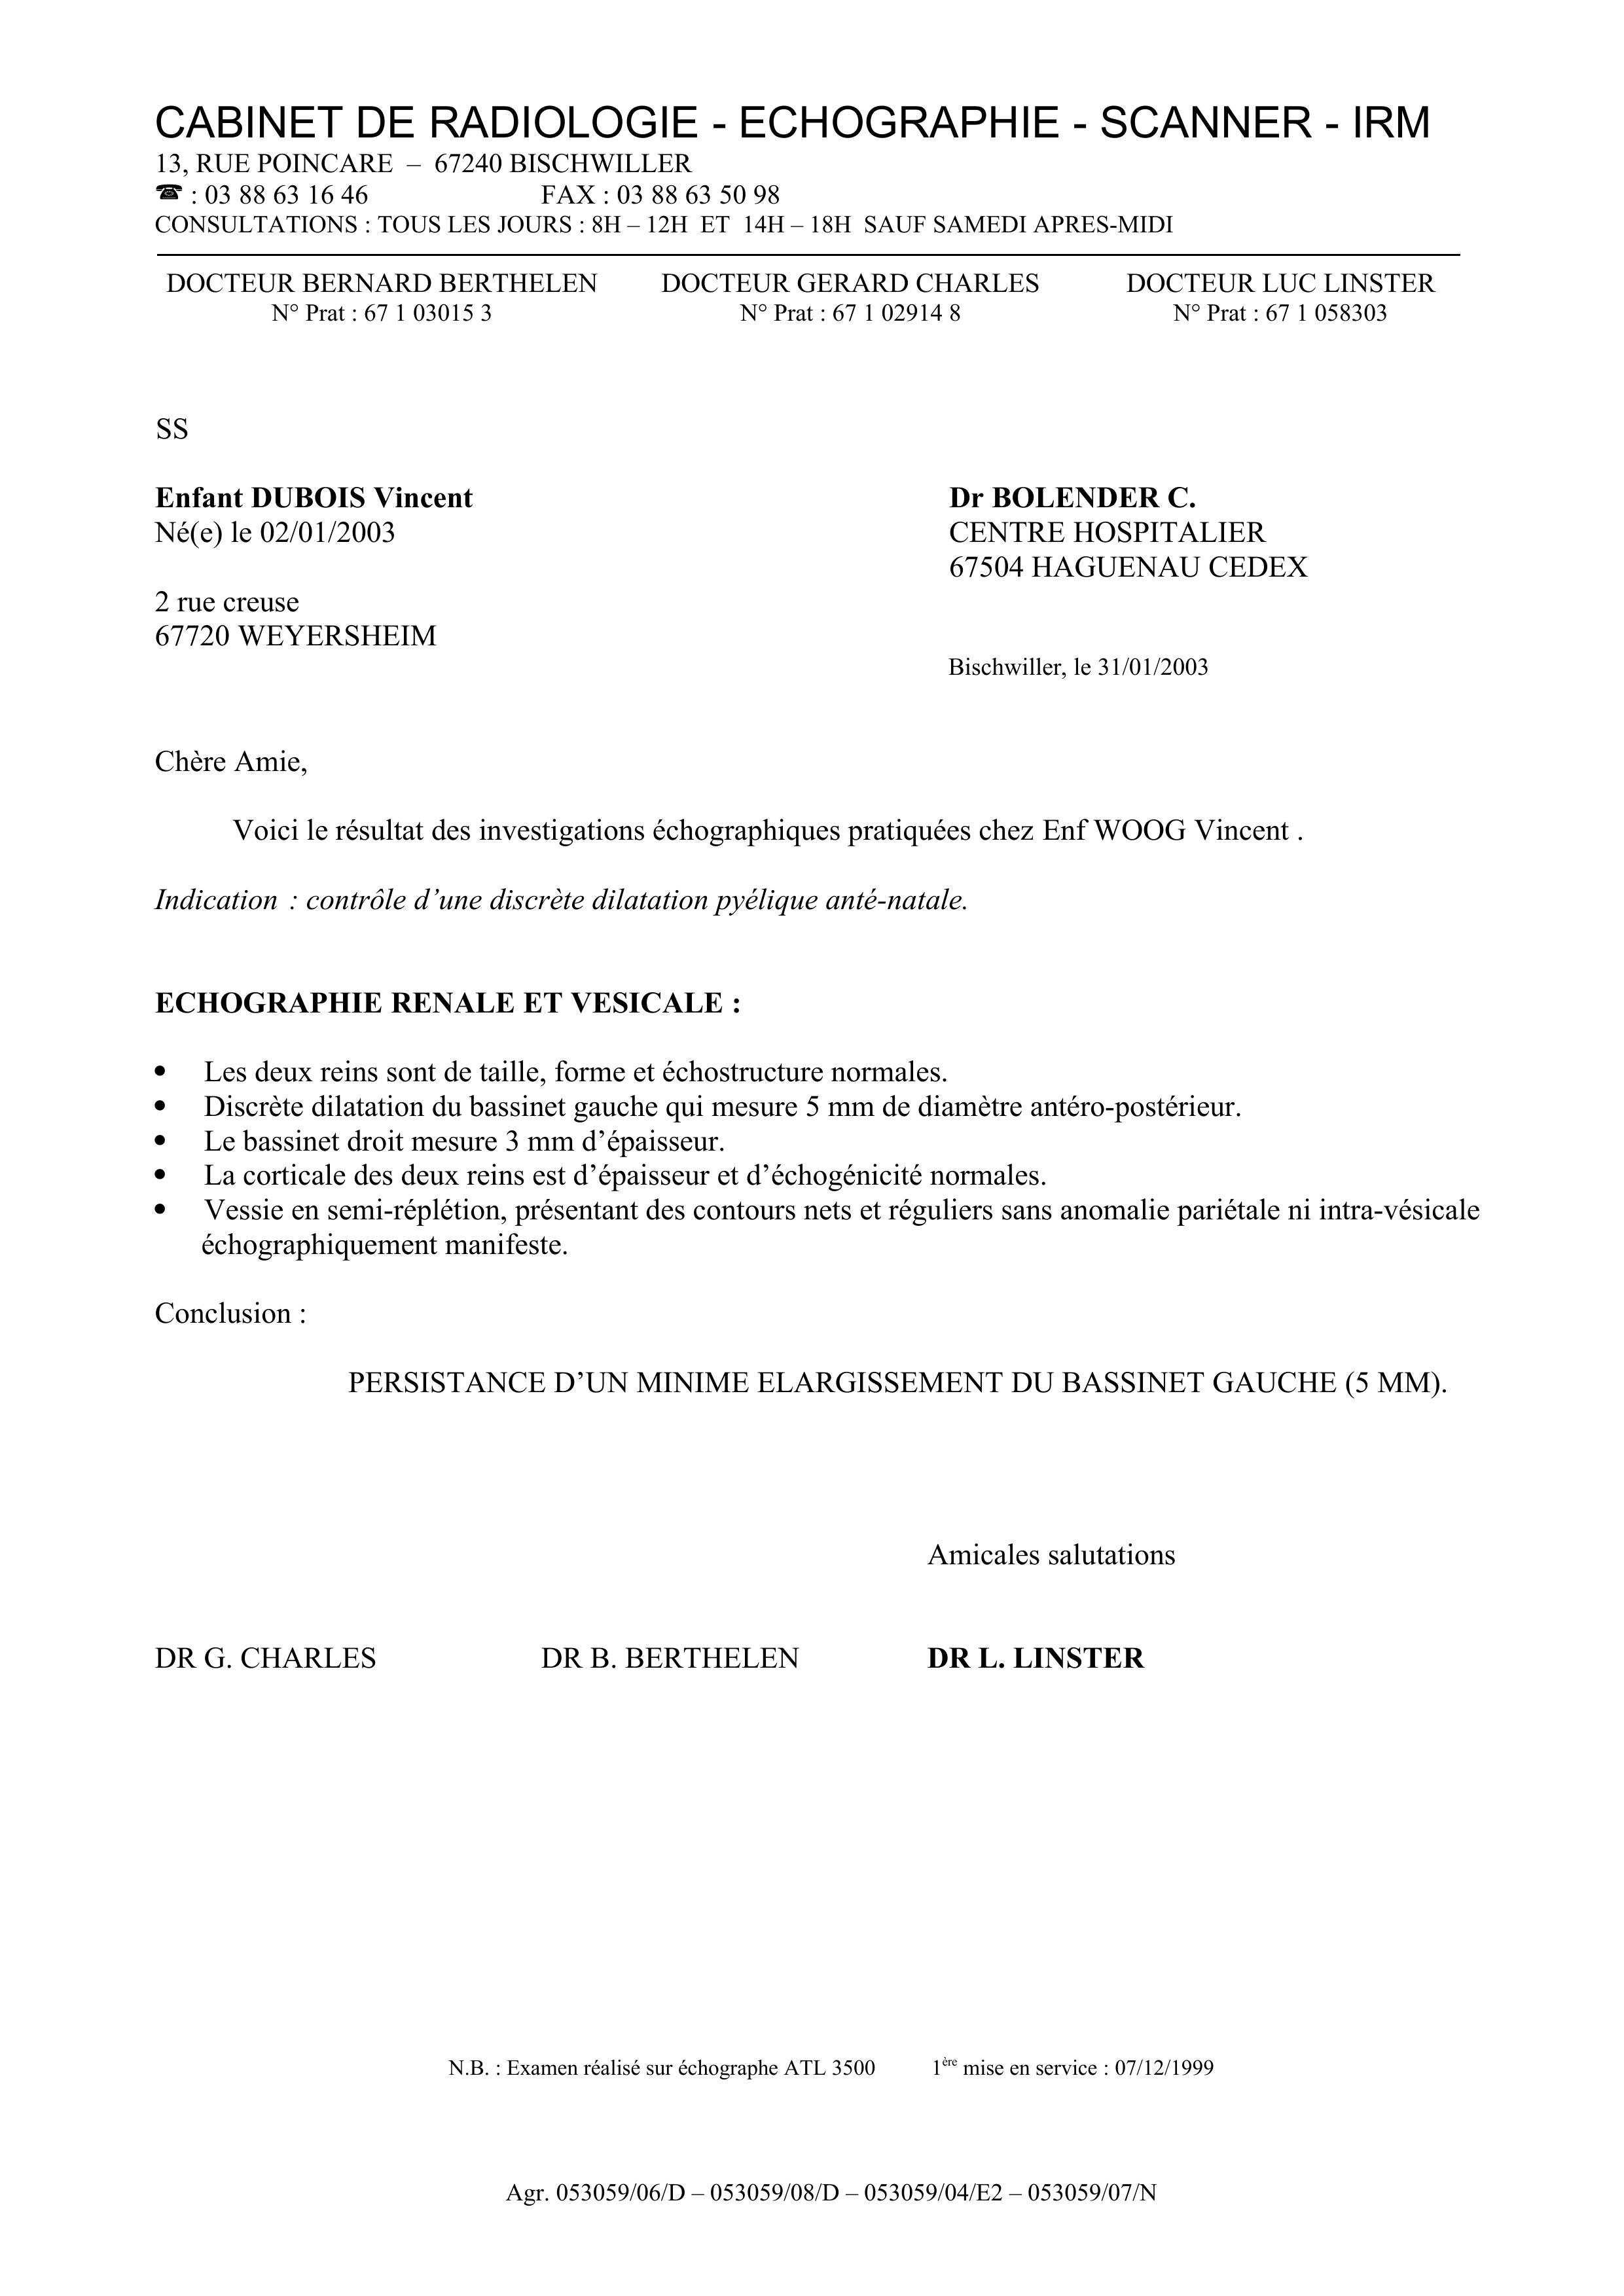 CABINET DE RADIOLOGIE - ECHOGRAPHIE - SCANNER - IRM
13, RUE POINCARE – 67240 BISCHWILLER
☎ : 03 88 63 16 46 FAX : 03 88 63 50 98
CONSULTATIONS : TOUS LES JOURS : 8H – 12H ET 14H – 18H SAUF SAMEDI APRES-MIDI
DOCTEUR BERNARD BERTHELEN DOCTEUR GERARD CHARLES DOCTEUR LUC LINSTER
N° Prat : 67 1 03015 3 N° Prat : 67 1 02914 8 N° Prat : 67 1 058303
SS
Enfant DUBOIS Vincent
Né(e) le 02/01/2003
2 rue creuse
67720 WEYERSHEIM
Dr BOLENDER C.
CENTRE HOSPITALIER
67504 HAGUENAU CEDEX
Bischwiller, le 31/01/2003
Chère Amie,
Voici le résultat des investigations échographiques pratiquées chez Enf WOOG Vincent .
Indication : contrôle d’une discrète dilatation pyélique anté-natale.
ECHOGRAPHIE RENALE ET VESICALE :
• Les deux reins sont de taille, forme et échostructure normales.
• Discrète dilatation du bassinet gauche qui mesure 5 mm de diamètre antéro-postérieur.
• Le bassinet droit mesure 3 mm d’épaisseur.
• La corticale des deux reins est d’épaisseur et d’échogénicité normales.
• Vessie en semi-réplétion, présentant des contours nets et réguliers sans anomalie pariétale ni intra-vésicale
échographiquement manifeste.
Conclusion :
PERSISTANCE D’UN MINIME ELARGISSEMENT DU BASSINET GAUCHE (5 MM).
Amicales salutations
DR G. CHARLES DR B. BERTHELEN DR L. LINSTER
N.B. : Examen réalisé sur échographe ATL 3500 1ère mise en service : 07/12/1999
Agr. 053059/06/D – 053059/08/D – 053059/04/E2 – 053059/07/N